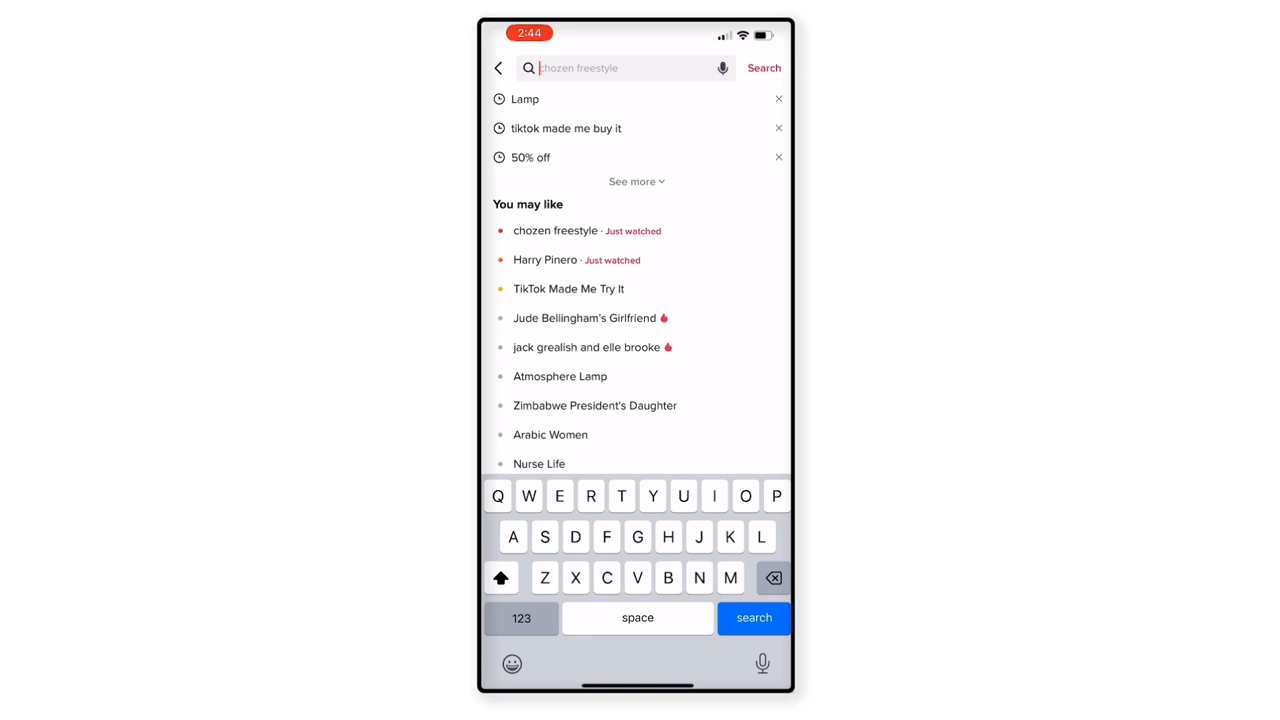 2:44
chozen freestyle
Search
Lamp
tiktok made me buy it
50% off
See more
You may like
chozen freestyle · Just watched
Harry Pinero · Just watched
TikTok Made Me Try It
Jude Bellingham's Girlfriend
jack grealish and elle brooke
Atmosphere Lamp
Zimbabwe President's Daughter
Arabic Women
Nurse Life
Q W E R T Y U I O P
A S D F G H J K L
Z X C V B N M
123 space search